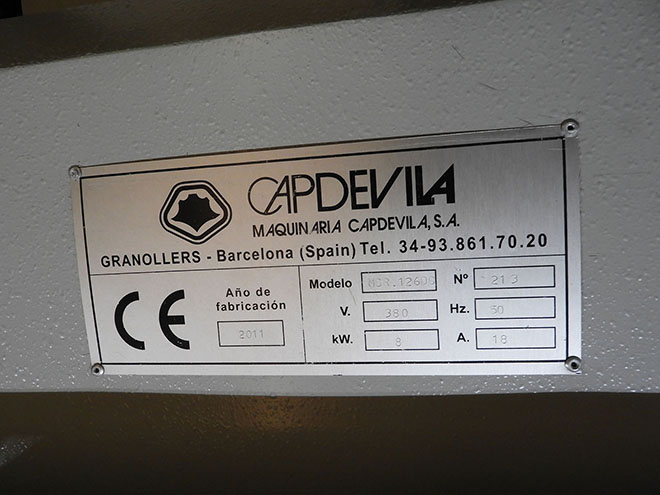 CAPDEVILA
MAQUINARIA CAPDEVILA, S.A.
GRANOLLERS - Barcelona (Spain) Tel. 34-93.861.70.20
CE
Año de
fabricación
2011
Modelo Nº 213
V. 380 Hz. 50
kW. 8 A. 18